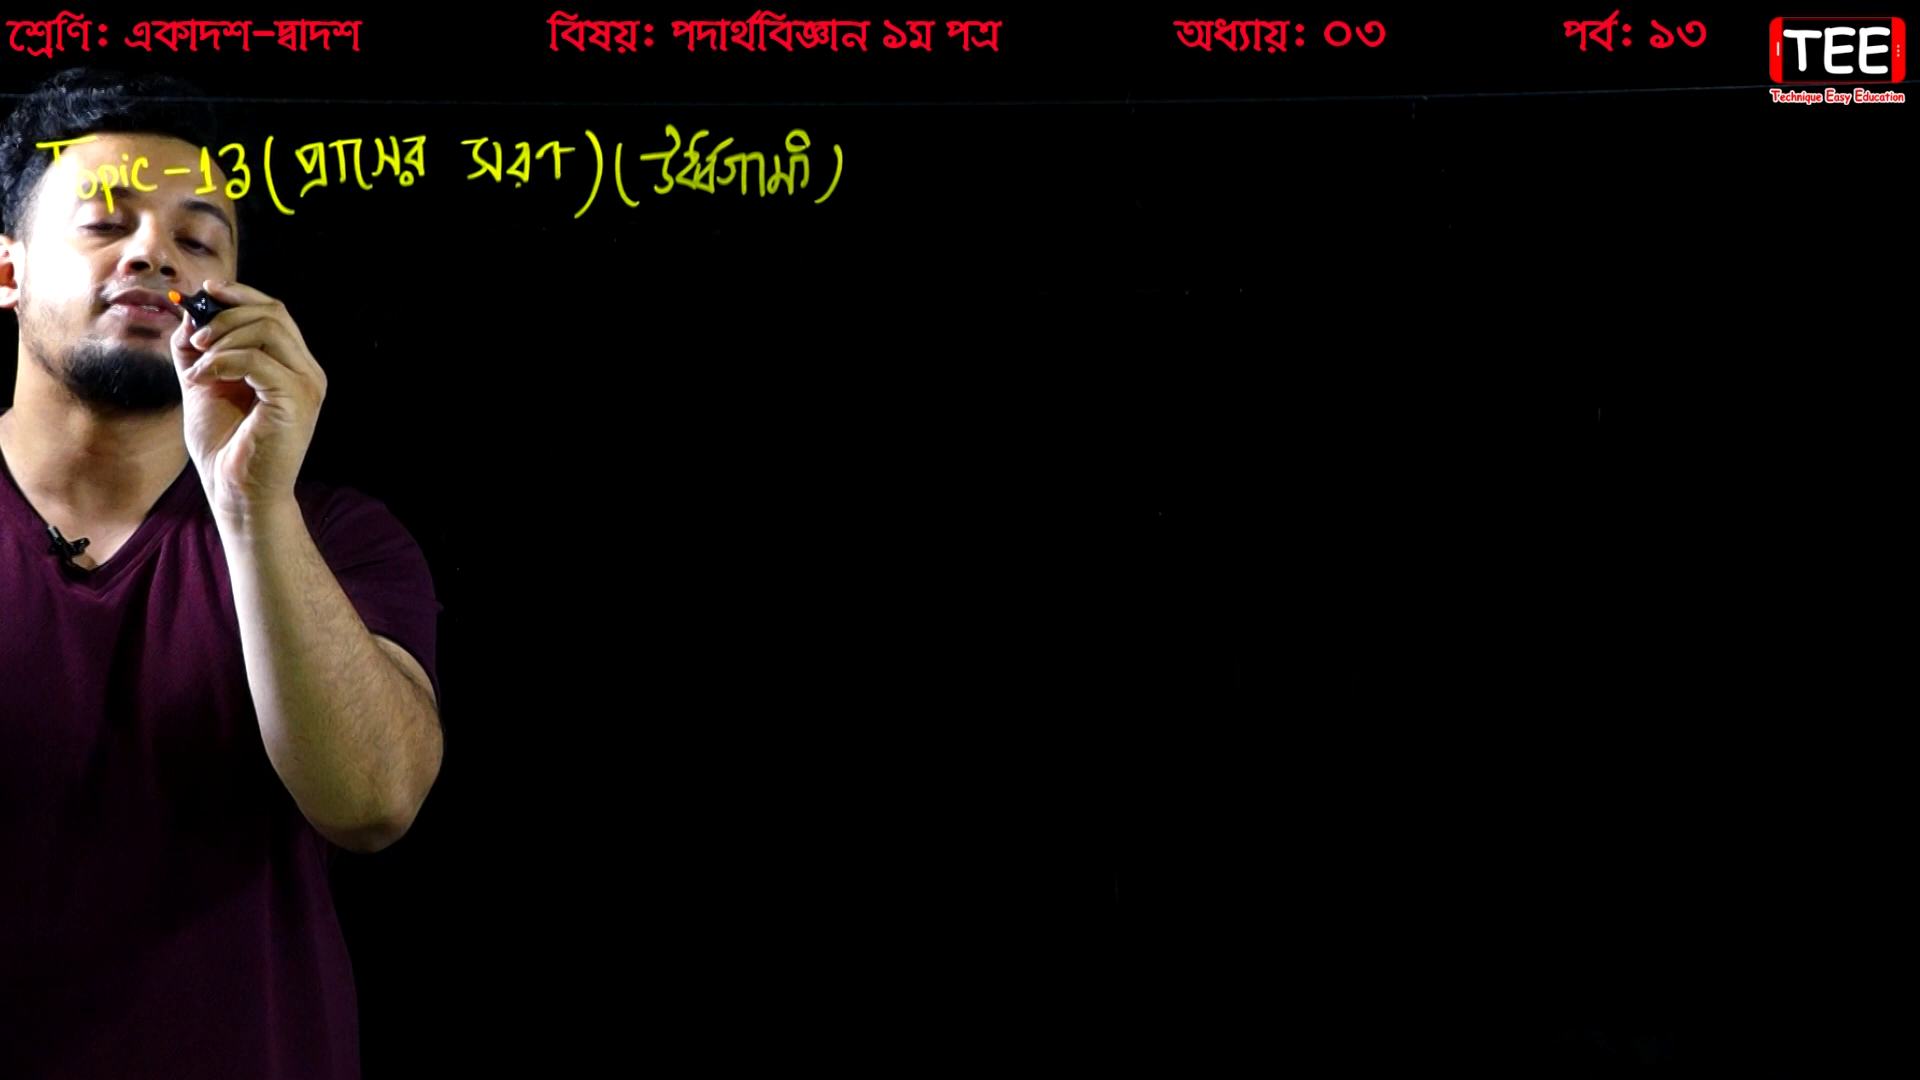 শ্রেণি: একাদশ-দ্বাদশ বিষয়: পদার্থবিজ্ঞান ১ম পত্র অধ্যায়: ০৩ পর্ব: ১৩
TEE
Technique Easy Education
Topic-13 (প্রাসের সরণ) (উর্ধ্বগামী)